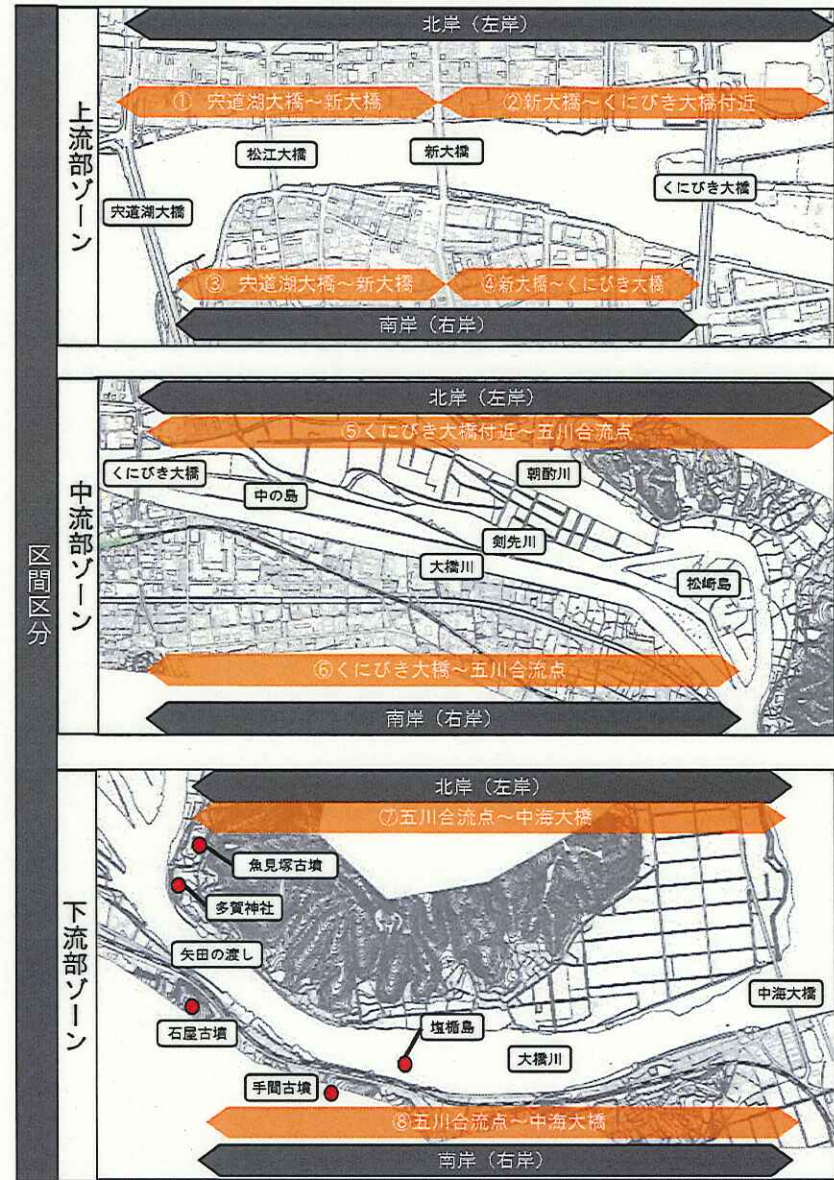 区間区分
上流部ゾーン
北岸（左岸）
① 宍道湖大橋～新大橋
②新大橋～くにびき大橋付近
松江大橋
新大橋
くにびき大橋
宍道湖大橋
③ 宍道湖大橋～新大橋
④新大橋～くにびき大橋
南岸（右岸）
中流部ゾーン
北岸（左岸）
⑤くにびき大橋付近～五川合流点
くにびき大橋
中の島
朝酌川
剣先川
大橋川
松崎島
⑥くにびき大橋～五川合流点
南岸（右岸）
下流部ゾーン
北岸（左岸）
⑦五川合流点～中海大橋
魚見塚古墳
多賀神社
矢田の渡し
中海大橋
石屋古墳
塩楯島
大橋川
手間古墳
⑧五川合流点～中海大橋
南岸（右岸）